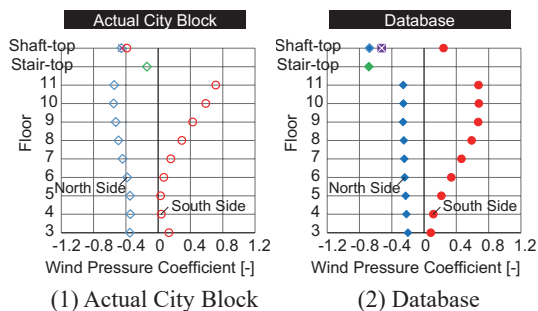 Actual City Block
Database
Shaft-top
Stair-top
11
10
9
8
7
6
5
4
3
Floor
North Side
South Side
-1.2 -0.8 -0.4 0 0.4 0.8 1.2
Wind Pressure Coefficient [-]
(1) Actual City Block
Shaft-top
Stair-top
11
10
9
8
7
6
5
4
3
Floor
North Side
South Side
-1.2 -0.8 -0.4 0 0.4 0.8 1.2
Wind Pressure Coefficient [-]
(2) Database